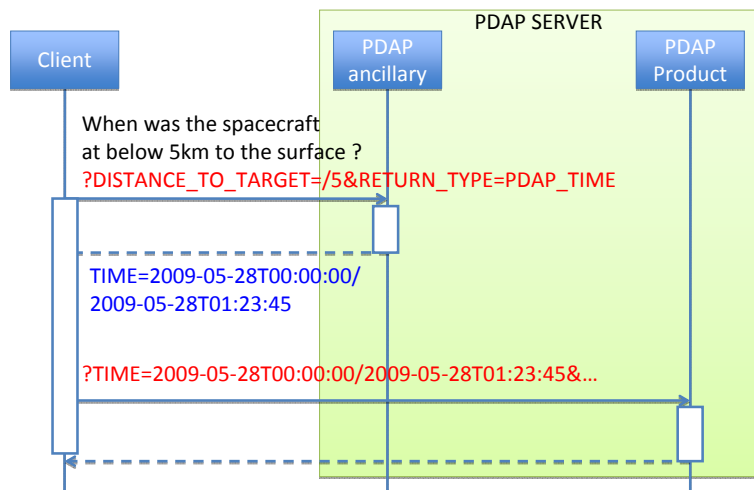 PDAP SERVER
Client
PDAP
ancillary
PDAP
Product
When was the spacecraft
at below 5km to the surface ?
?DISTANCE_TO_TARGET=/5&RETURN_TYPE=PDAP_TIME
TIME=2009-05-28T00:00:00/
2009-05-28T01:23:45
?TIME=2009-05-28T00:00:00/2009-05-28T01:23:45&...